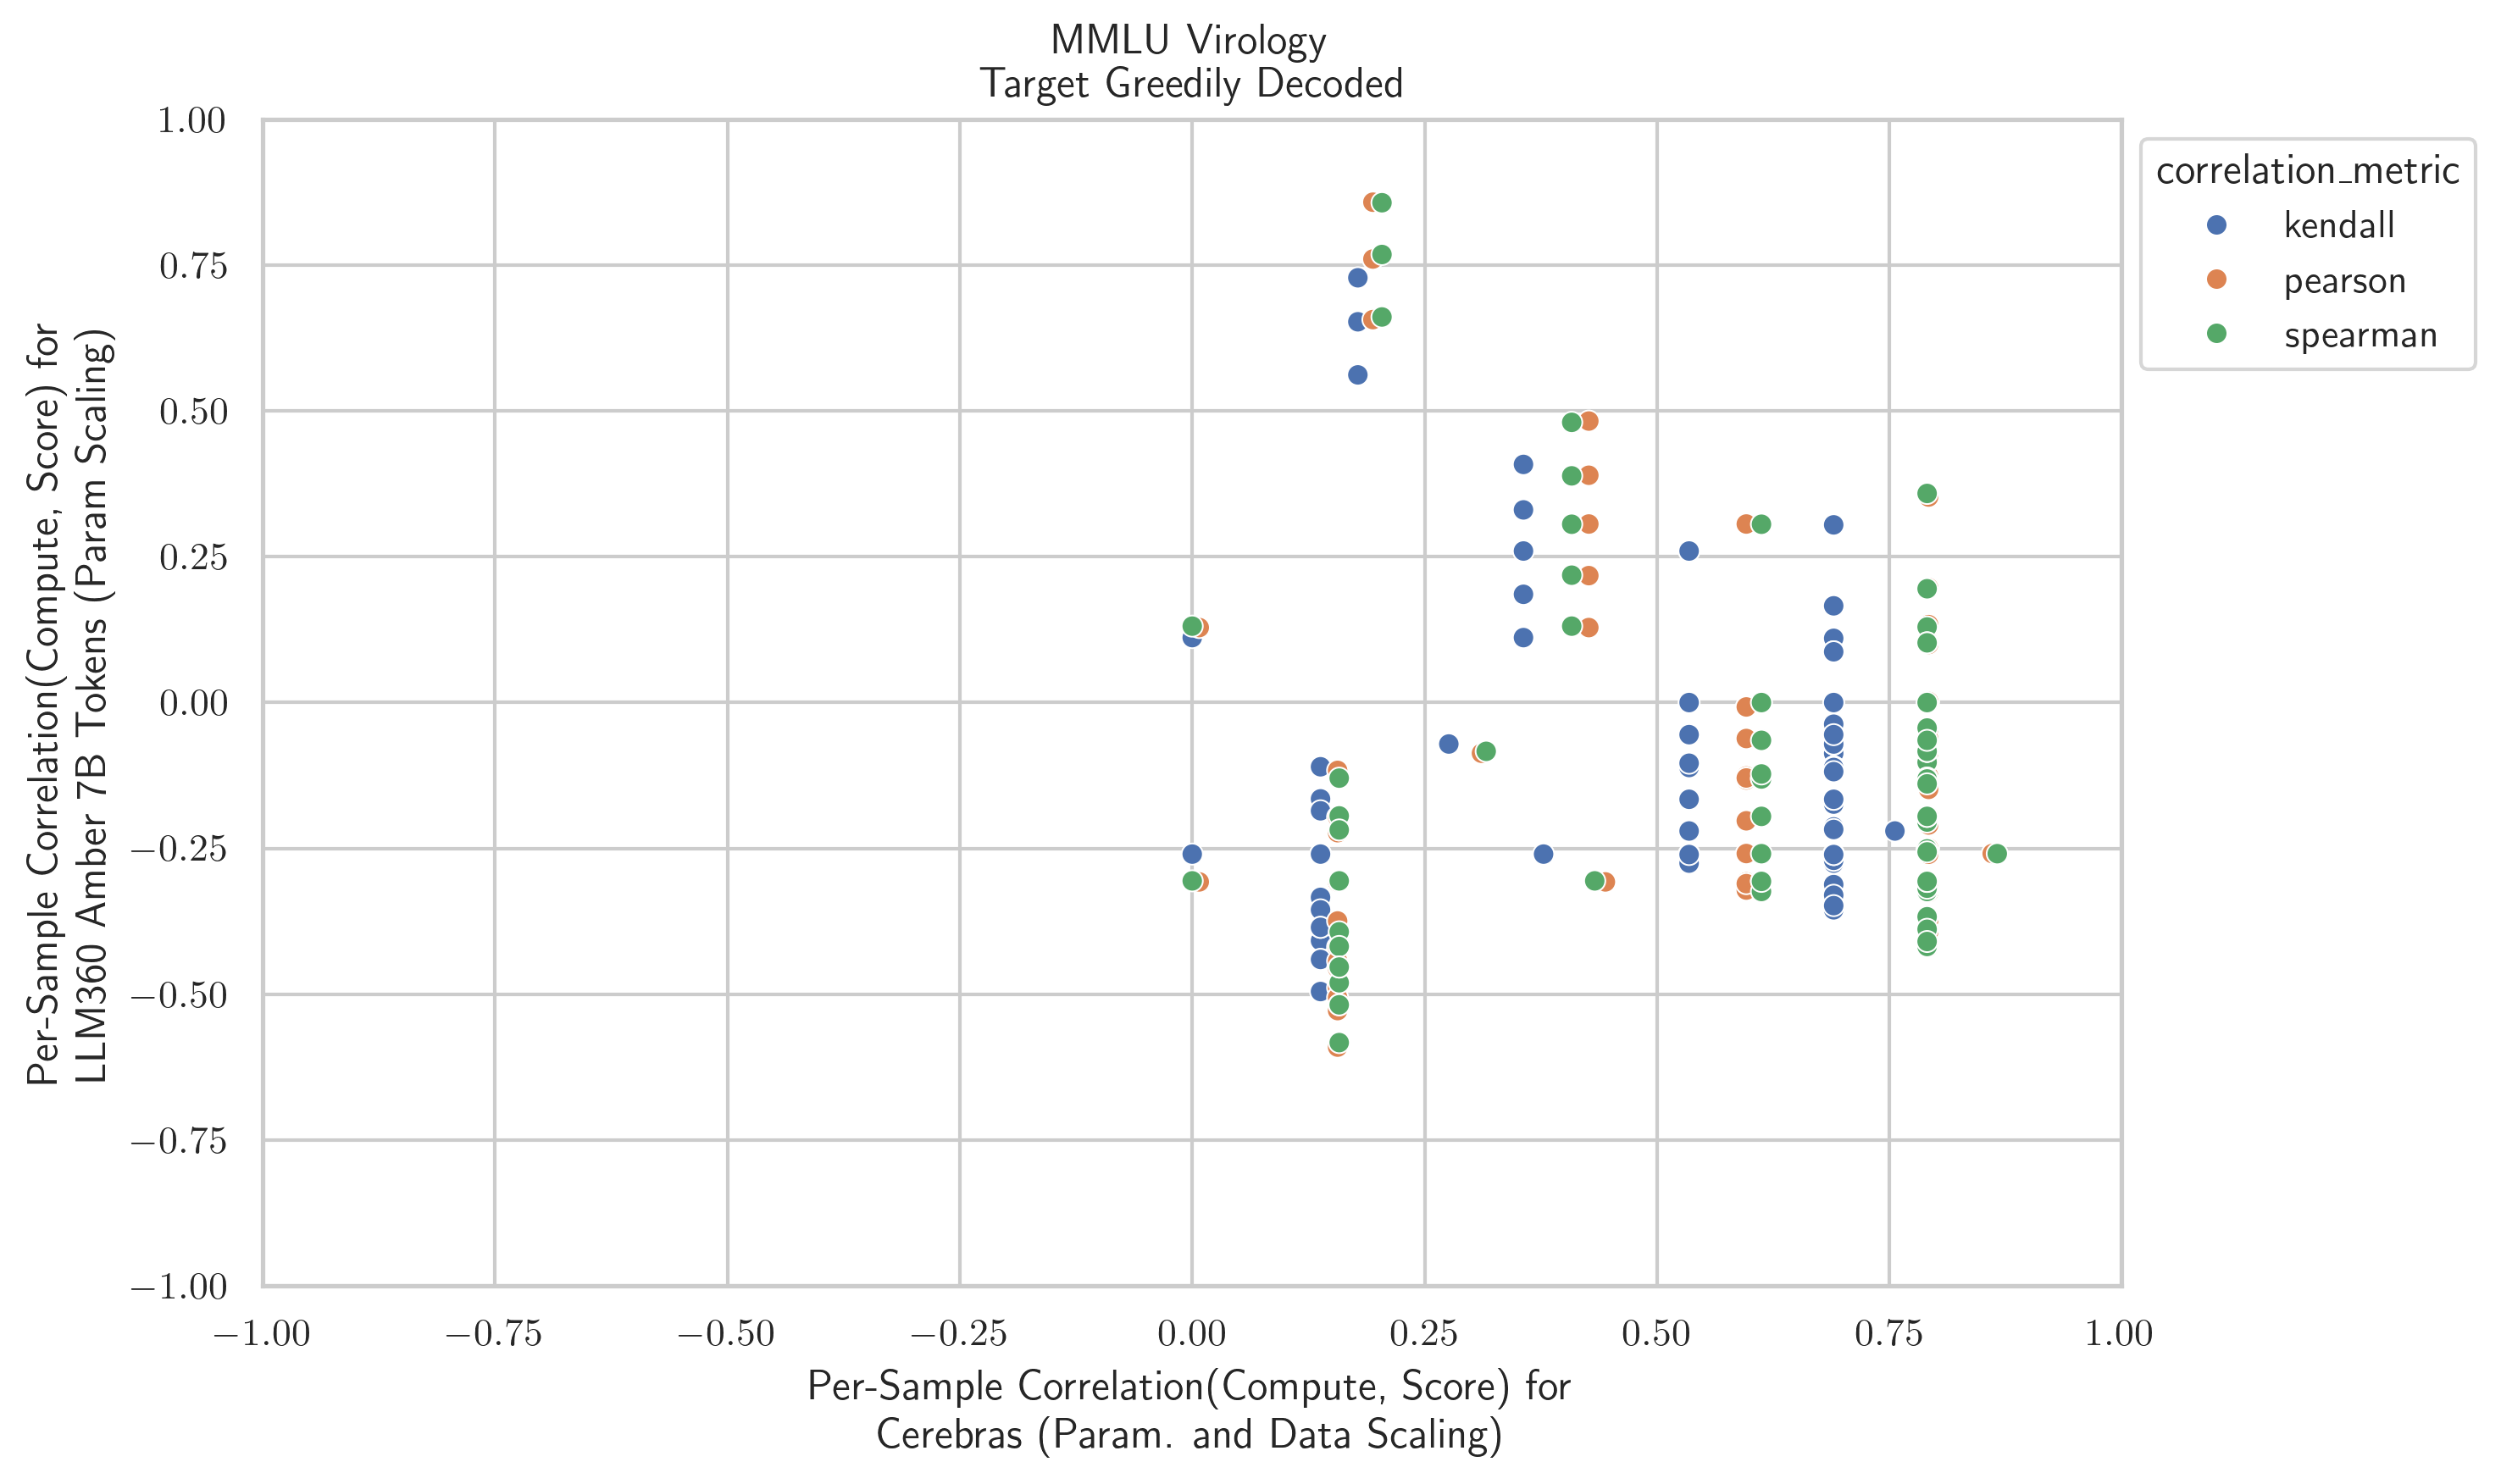 MMLU Virology
Target Greedily Decoded
Per-Sample Correlation(Compute, Score) for
LLM360 Amber 7B Tokens (Param Scaling)
1.00
0.75
0.50
0.25
0.00
−0.25
−0.50
−0.75
−1.00
−1.00
−0.75
−0.50
−0.25
0.00
0.25
0.50
0.75
1.00
Per-Sample Correlation(Compute, Score) for
Cerebras (Param. and Data Scaling)
correlation_metric
kendall
pearson
spearman